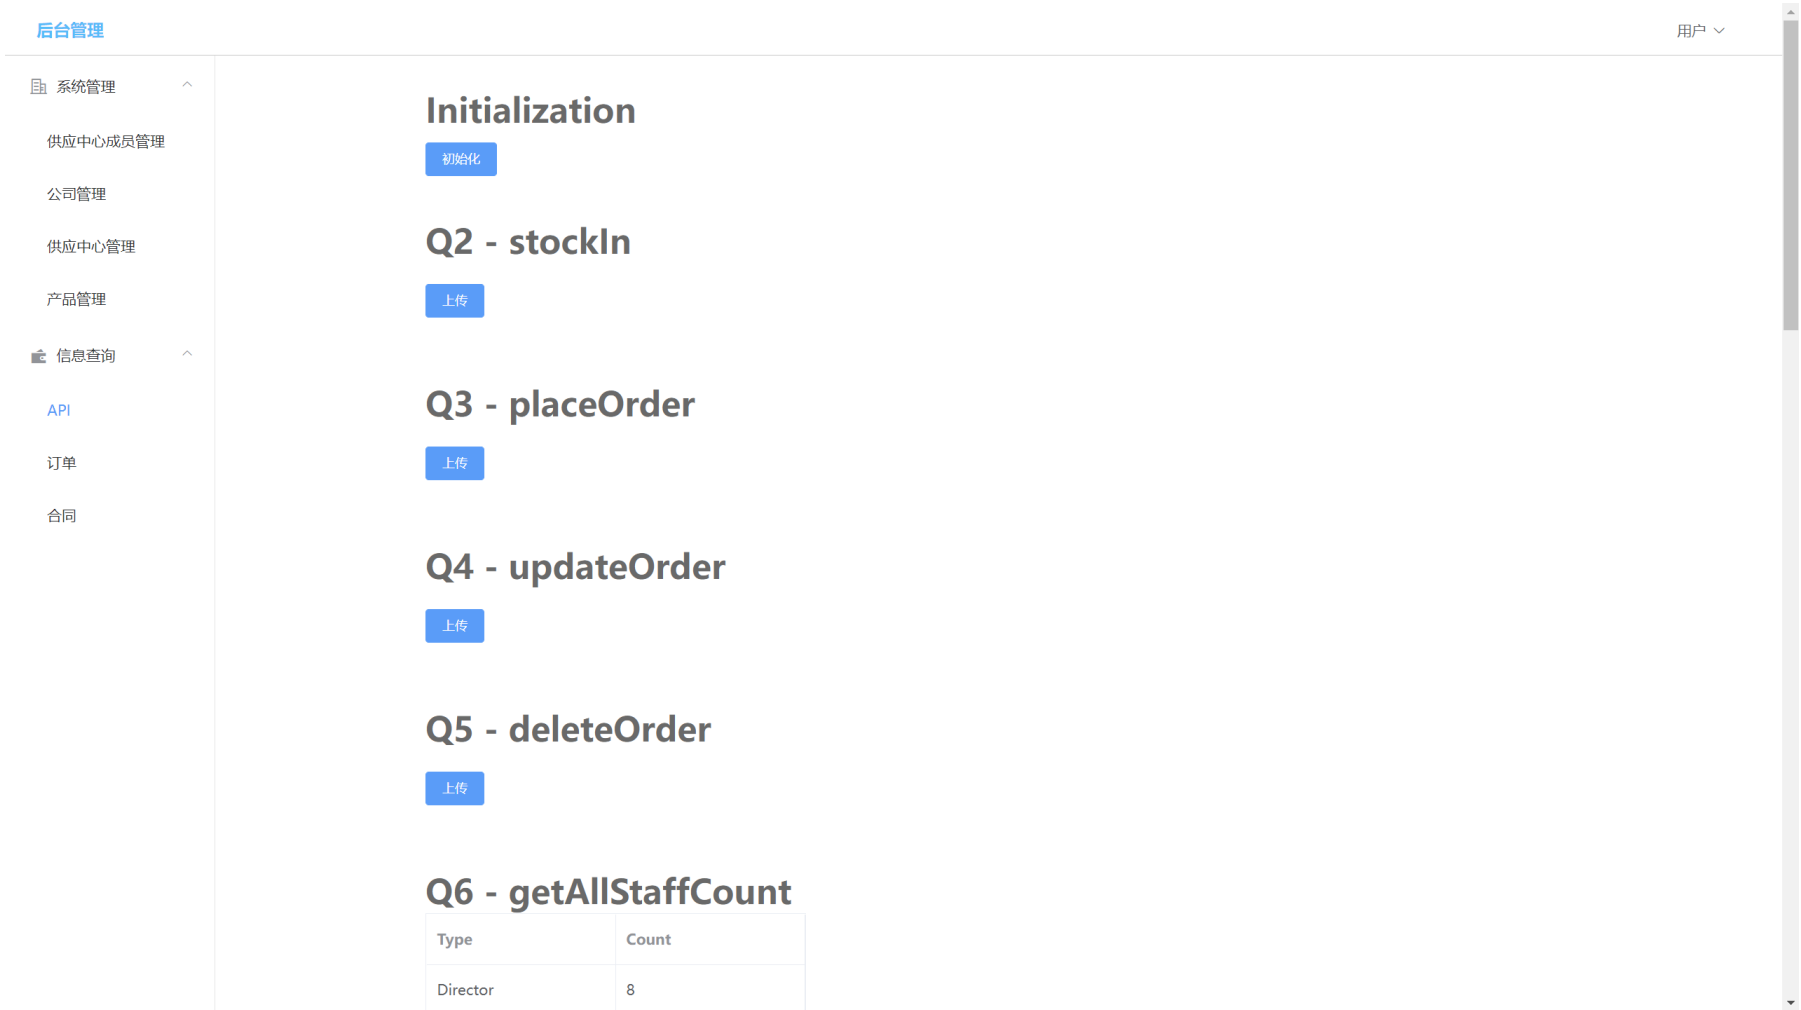 后台管理
用户
系统管理
供应中心成员管理
公司管理
供应中心管理
产品管理
信息查询
API
订单
合同
Initialization
初始化
Q2 - stockIn
上传
Q3 - placeOrder
上传
Q4 - updateOrder
上传
Q5 - deleteOrder
上传
Q6 - getAllStaffCount
Type Count
Director 8